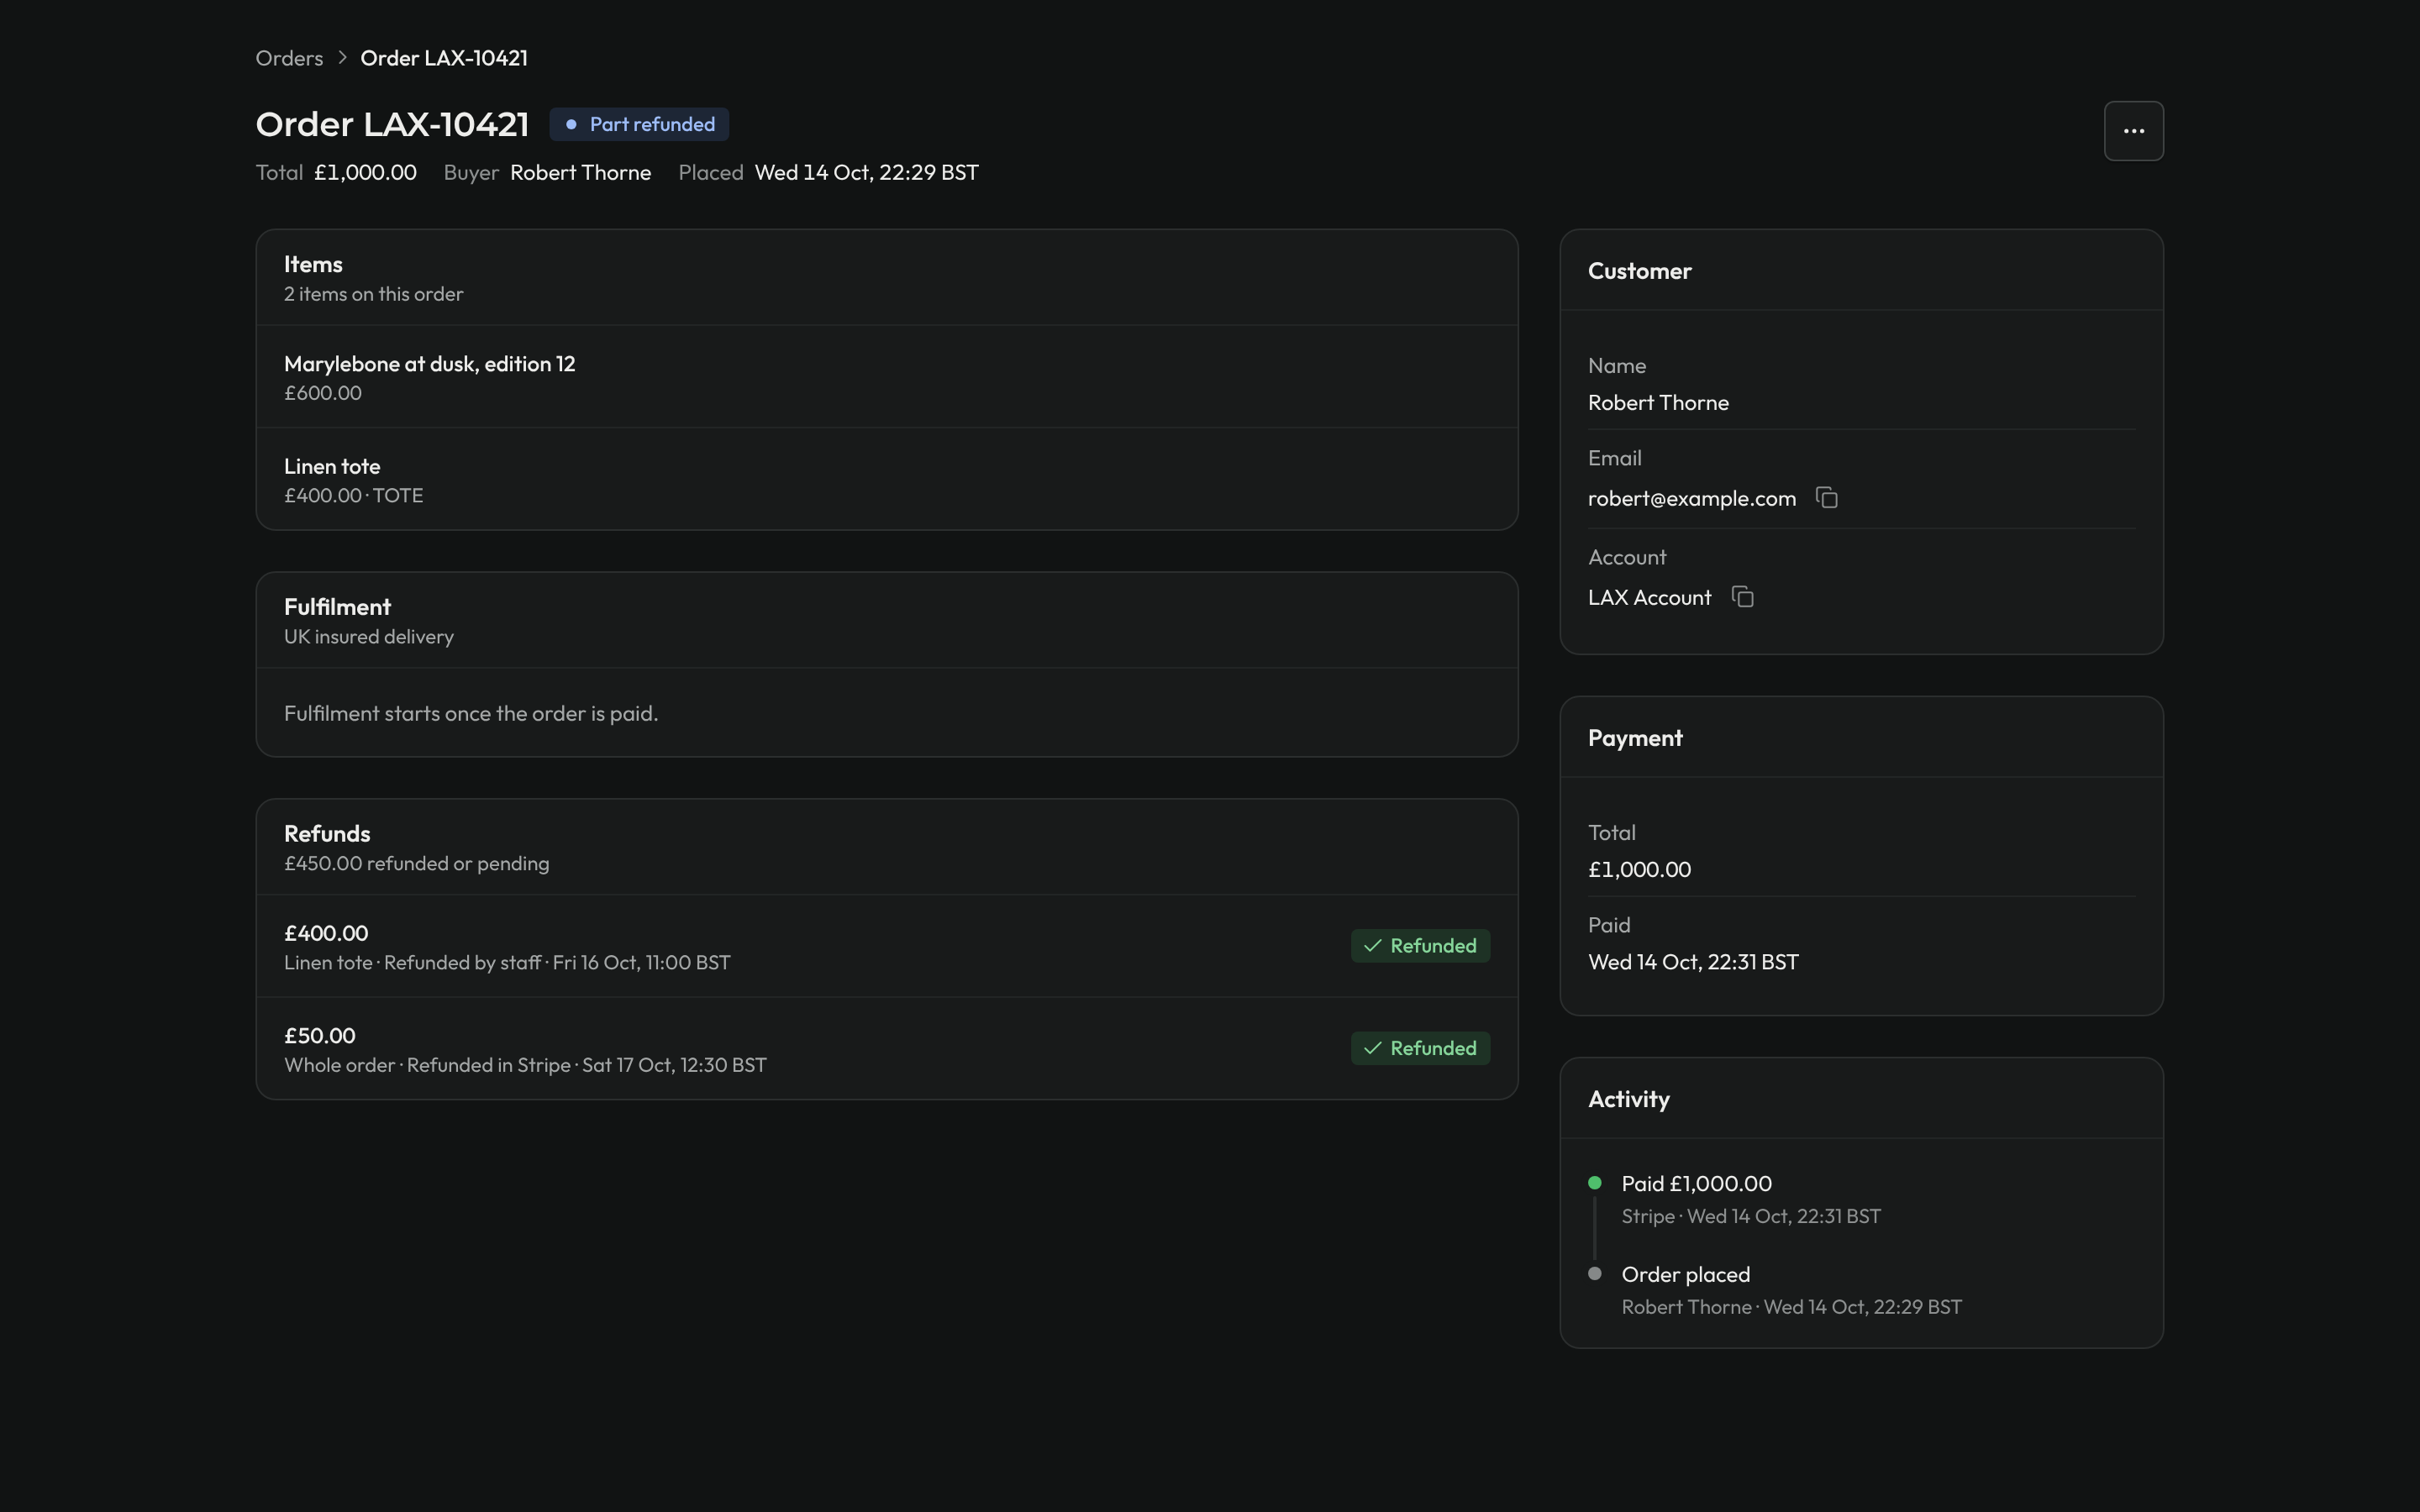 Orders > Order LAX-10421
Order LAX-10421 Part refunded
Total £1,000.00 Buyer Robert Thorne Placed Wed 14 Oct, 22:29 BST
Items
2 items on this order
Marylebone at dusk, edition 12
£600.00
Linen tote
£400.00 · TOTE
Fulfilment
UK insured delivery
Fulfilment starts once the order is paid.
Refunds
£450.00 refunded or pending
£400.00
Linen tote · Refunded by staff · Fri 16 Oct, 11:00 BST
Refunded
£50.00
Whole order · Refunded in Stripe · Sat 17 Oct, 12:30 BST
Refunded
Customer
Name
Robert Thorne
Email
robert@example.com
Account
LAX Account
Payment
Total
£1,000.00
Paid
Wed 14 Oct, 22:31 BST
Activity
Paid £1,000.00
Stripe · Wed 14 Oct, 22:31 BST
Order placed
Robert Thorne · Wed 14 Oct, 22:29 BST